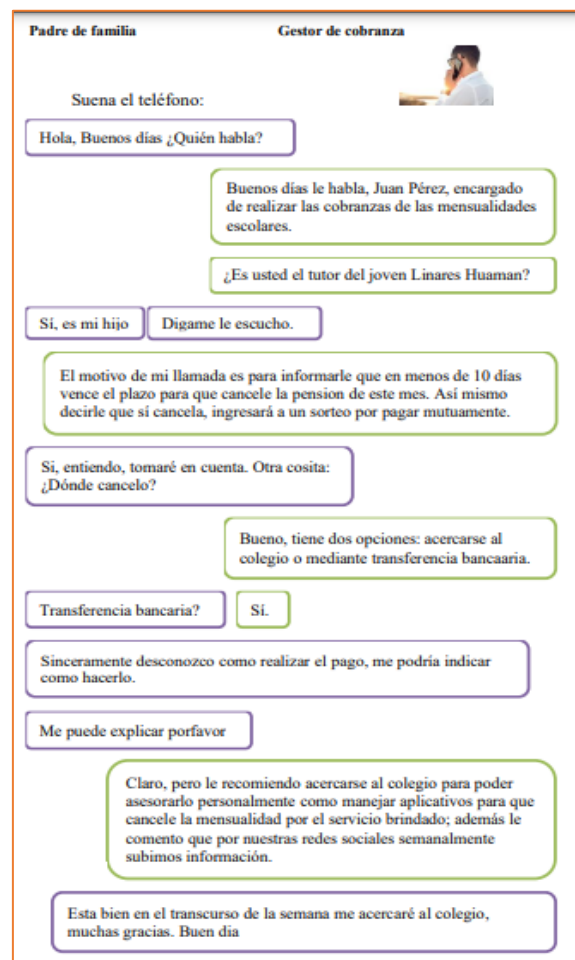 Padre de familia Gestor de cobranza
Suena el teléfono:
Hola, Buenos días ¿Quién habla?
Buenos días le habla, Juan Pérez, encargado
de realizar las cobranzas de las mensualidades
escolares.
¿Es usted el tutor del joven Linares Huaman?
Sí, es mi hijo Digame le escucho.
El motivo de mi llamada es para informarle que en menos de 10 días
vence el plazo para que cancele la pension de este mes. Así mismo
decirle que sí cancela, ingresará a un sorteo por pagar mutuamente.
Si, entiendo, tomaré en cuenta. Otra cosita:
¿Dónde cancelo?
Bueno, tiene dos opciones: acercarse al
colegio o mediante transferencia bancaaria.
Transferencia bancaria? Sí.
Sinceramente desconozco como realizar el pago, me podría indicar
como hacerlo.
Me puede explicar porfavor
Claro, pero le recomiendo acercarse al colegio para poder
asesorarlo personalmente como manejar aplicativos para que
cancele la mensualidad por el servicio brindado; además le
comento que por nuestras redes sociales semanalmente
subimos información.
Esta bien en el transcurso de la semana me acercaré al colegio,
muchas gracias. Buen dia